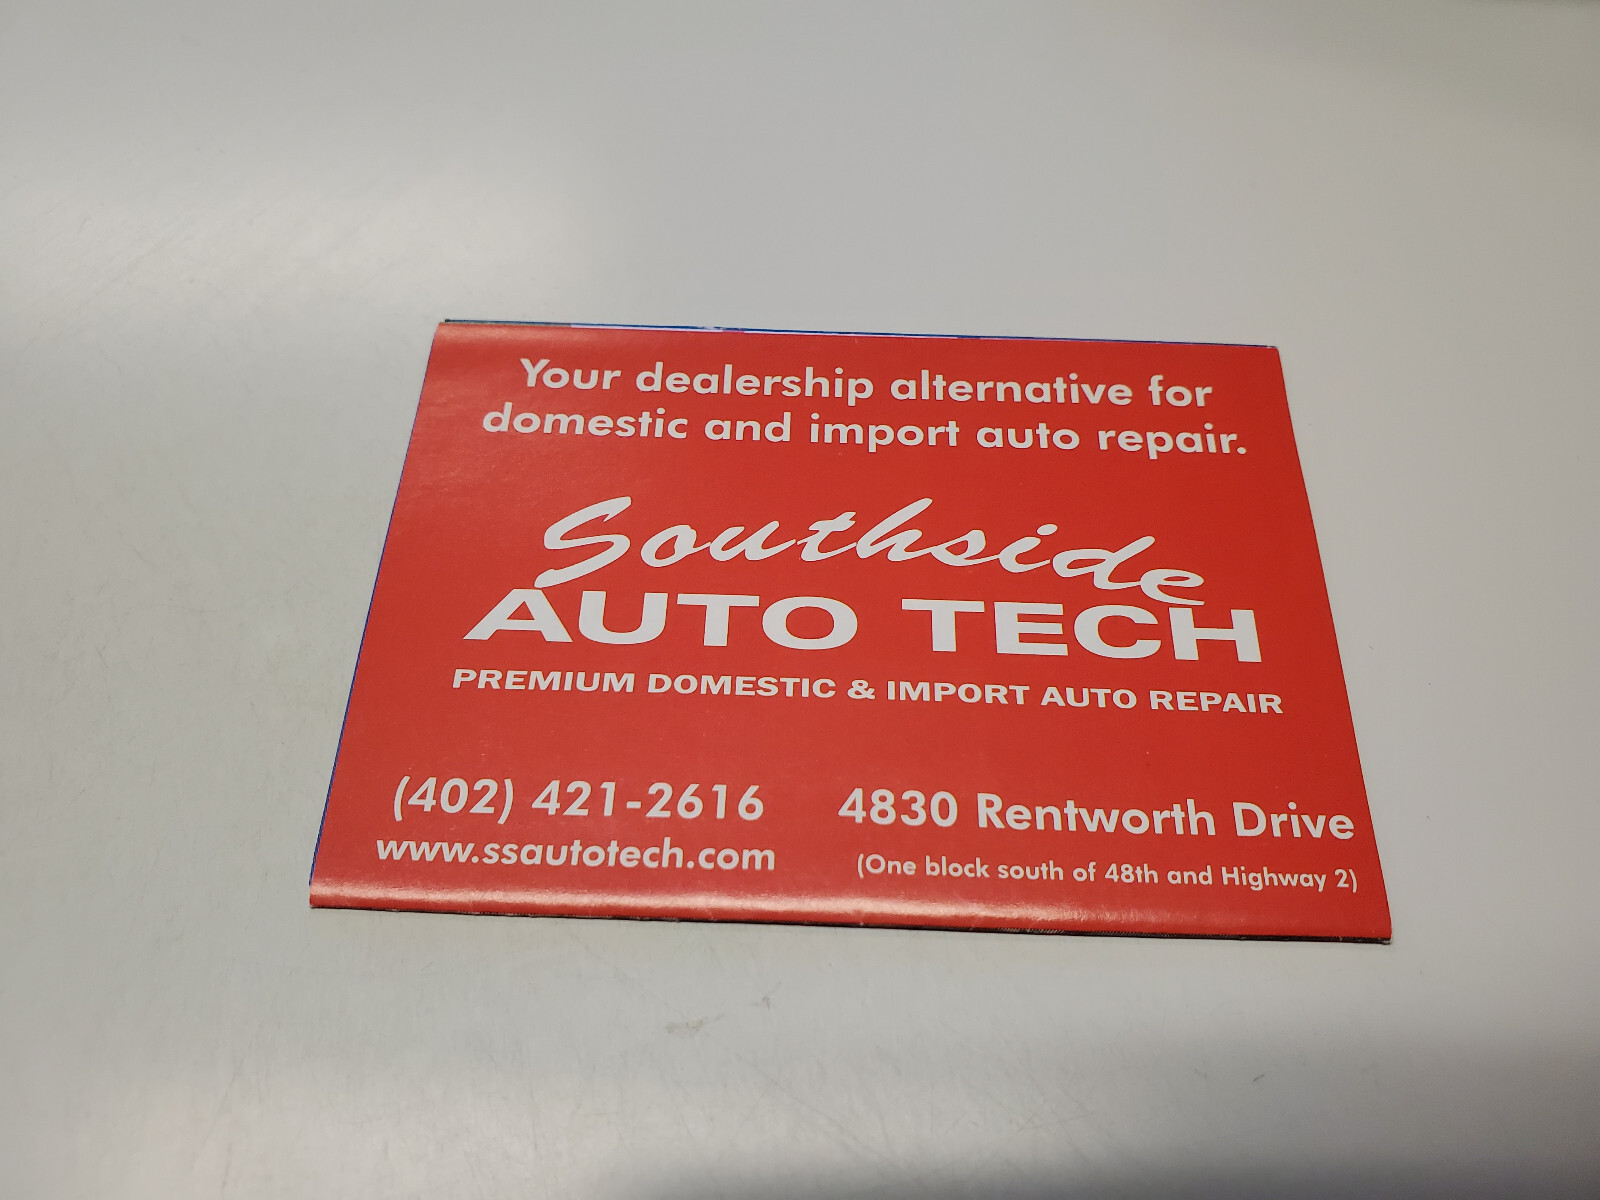 Your dealership alternative for
domestic and import auto repair.
Southside
AUTO TECH
PREMIUM DOMESTIC & IMPORT AUTO REPAIR
(402) 421-2616
www.ssautotech.com
4830 Rentworth Drive
(One block south of 48th and Highway 2)